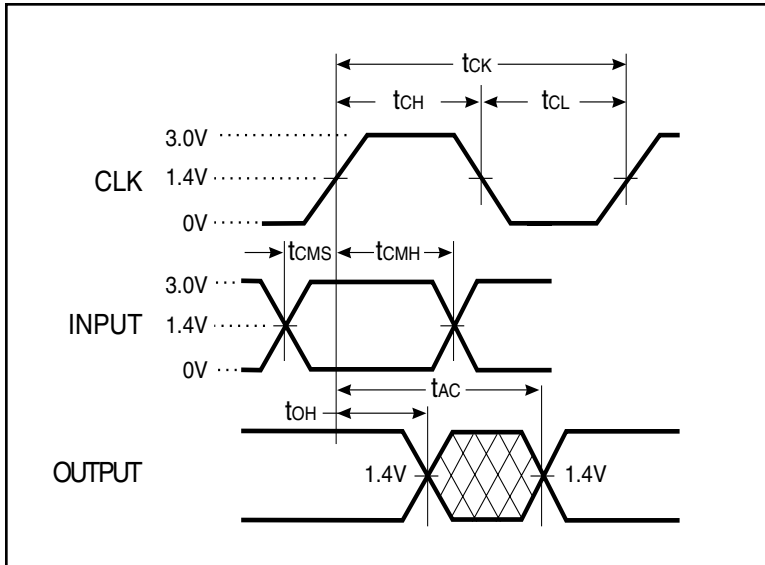 tCK
tCH tCL
3.0V
CLK 1.4V
0V
tCMS tCMH
3.0V
INPUT 1.4V
0V
tAC
tOH
OUTPUT 1.4V 1.4V